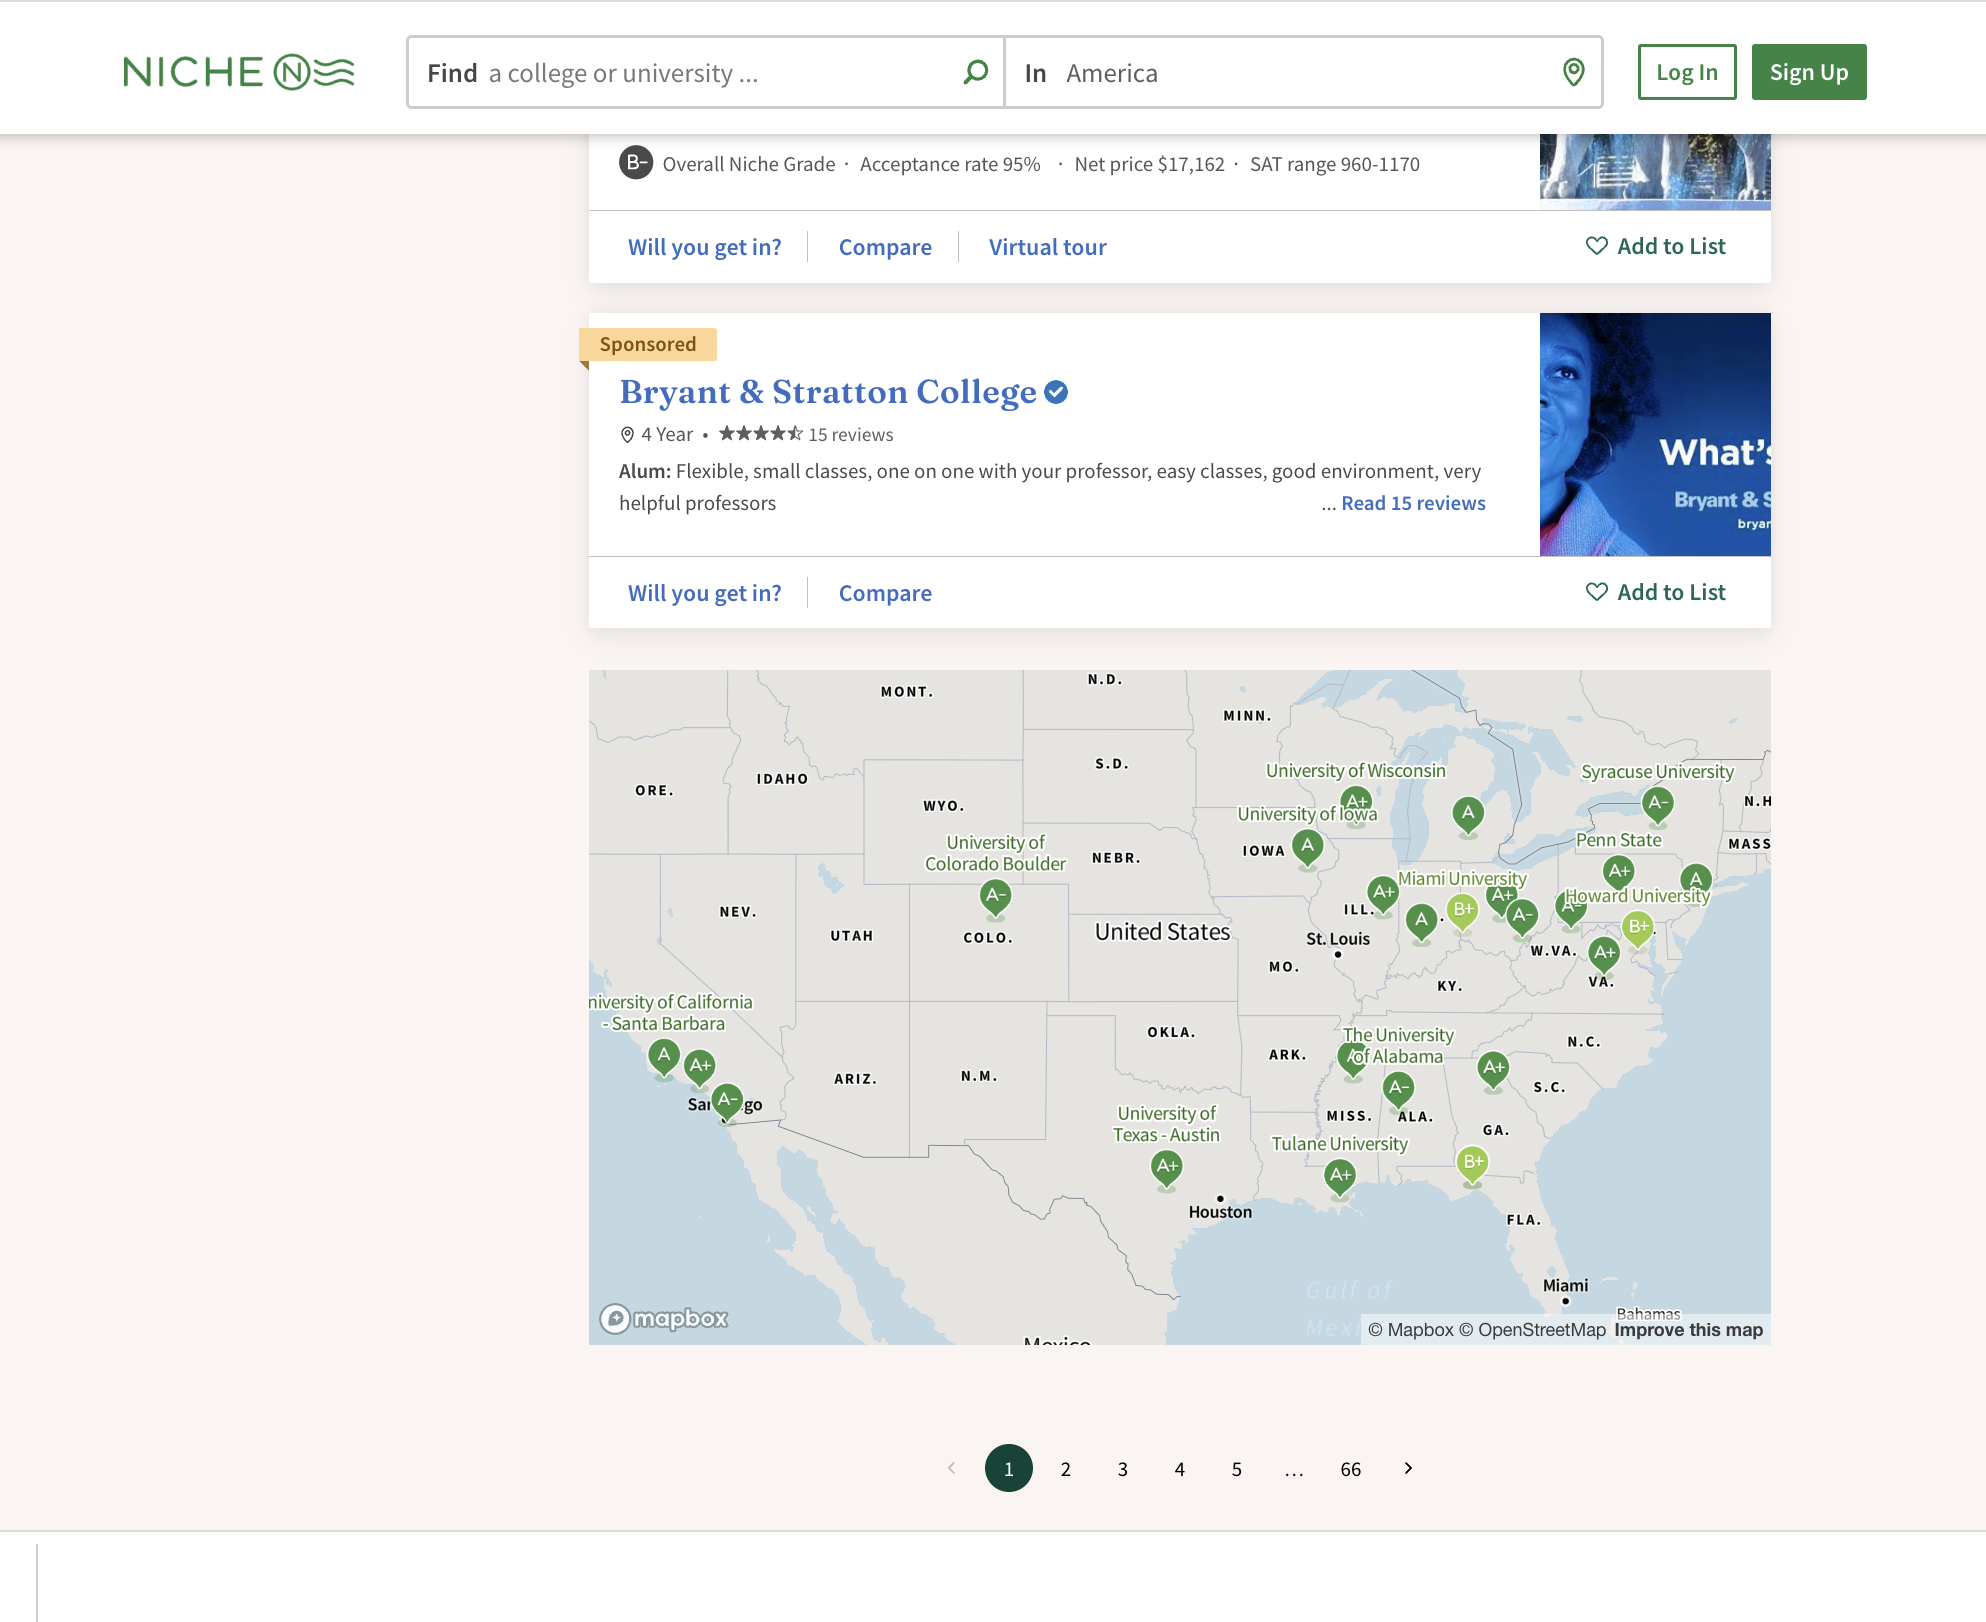 NICHE N
Find a college or university ...
In America
Log In
Sign Up
B- Overall Niche Grade · Acceptance rate 95% · Net price $17,162 · SAT range 960-1170
Will you get in?
Compare
Virtual tour
Add to List
Sponsored
Bryant & Stratton College
4 Year • 15 reviews
Alum: Flexible, small classes, one on one with your professor, easy classes, good environment, very
helpful professors
... Read 15 reviews
What's
Bryant & S
bryan
Will you get in?
Compare
Add to List
N.D.
MONT.
MINN.
S.D.
University of Wisconsin
Syracuse University
IDAHO
ORE.
WYO.
A+
A-
N.H
University of Iowa
A
University of
Colorado Boulder
Penn State
MASS
IOWA
A
NEBR.
A+
A
Miami University
A-
A+
A+
Howard University
NEV.
ILL.
A
B+
A-
A-
B+
UTAH
COLO.
United States
St. Louis
W.VA.
A+
MO.
KY.
VA.
niversity of California
- Santa Barbara
OKLA.
The University
of Alabama
N.C.
ARK.
A
A+
A+
ARIZ.
N.M.
A-
S.C.
A-
San
go
MISS.
ALA.
University of
Texas - Austin
GA.
Tulane University
A+
A+
B+
Houston
FLA.
Gulf of
Mexi
Miami
Bahamas
mapbox
© Mapbox © OpenStreetMap Improve this map
Mexico
1 2 3 4 5 ... 66